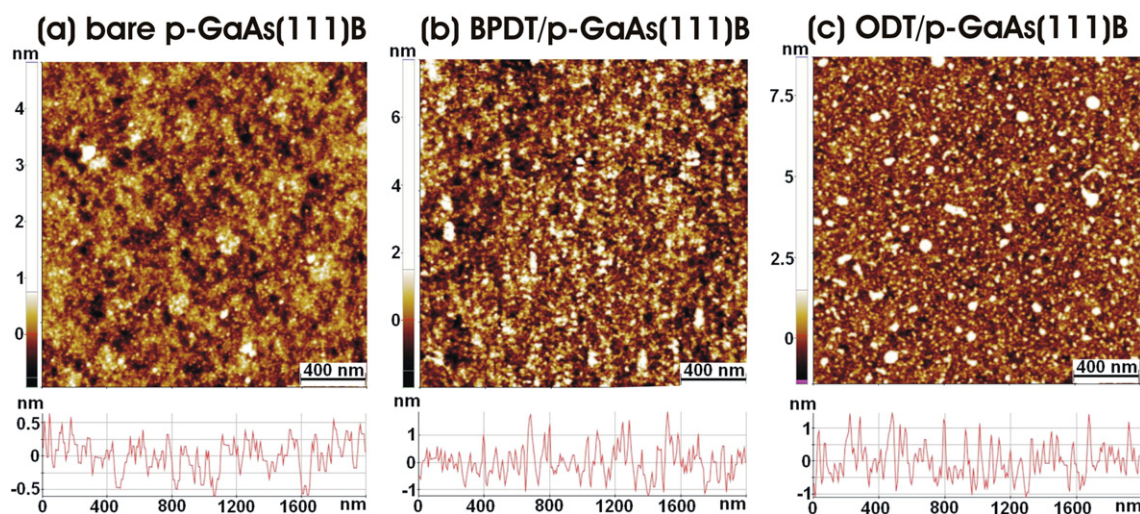 (a) bare p-GaAs(111)B
(b) BPDT/p-GaAs(111)B
(c) ODT/p-GaAs(111)B
nm
4
3
2
1
0
400 nm
6
4
2
0
400 nm
7.5
5
2.5
0
400 nm
nm
0.5
0
-0.5
0 400 800 1200 1600 nm
nm
1
0
-1
0 400 800 1200 1600 nm
nm
1
0
-1
0 400 800 1200 1600 nm